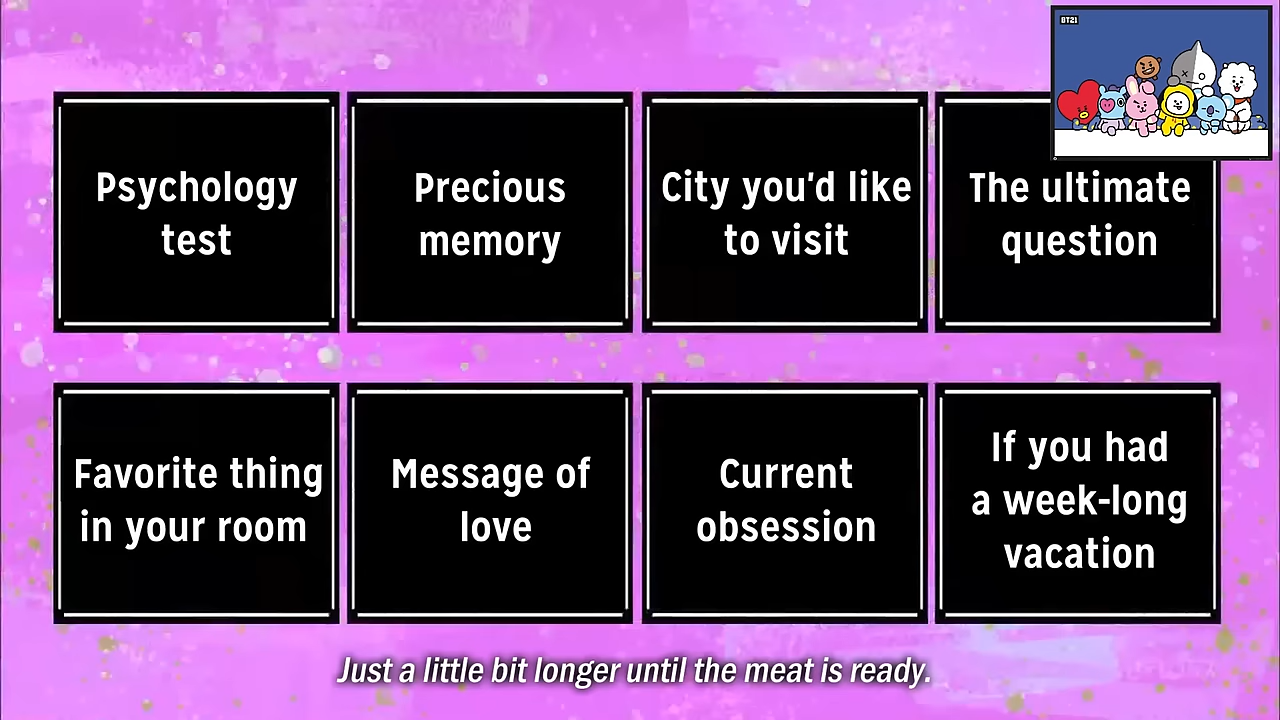 BT21
Psychology
test
Precious
memory
City you'd like
to visit
The ultimate
question
Favorite thing
in your room
Message of
love
Current
obsession
If you had
a week-long
vacation
Just a little bit longer until the meat is ready.